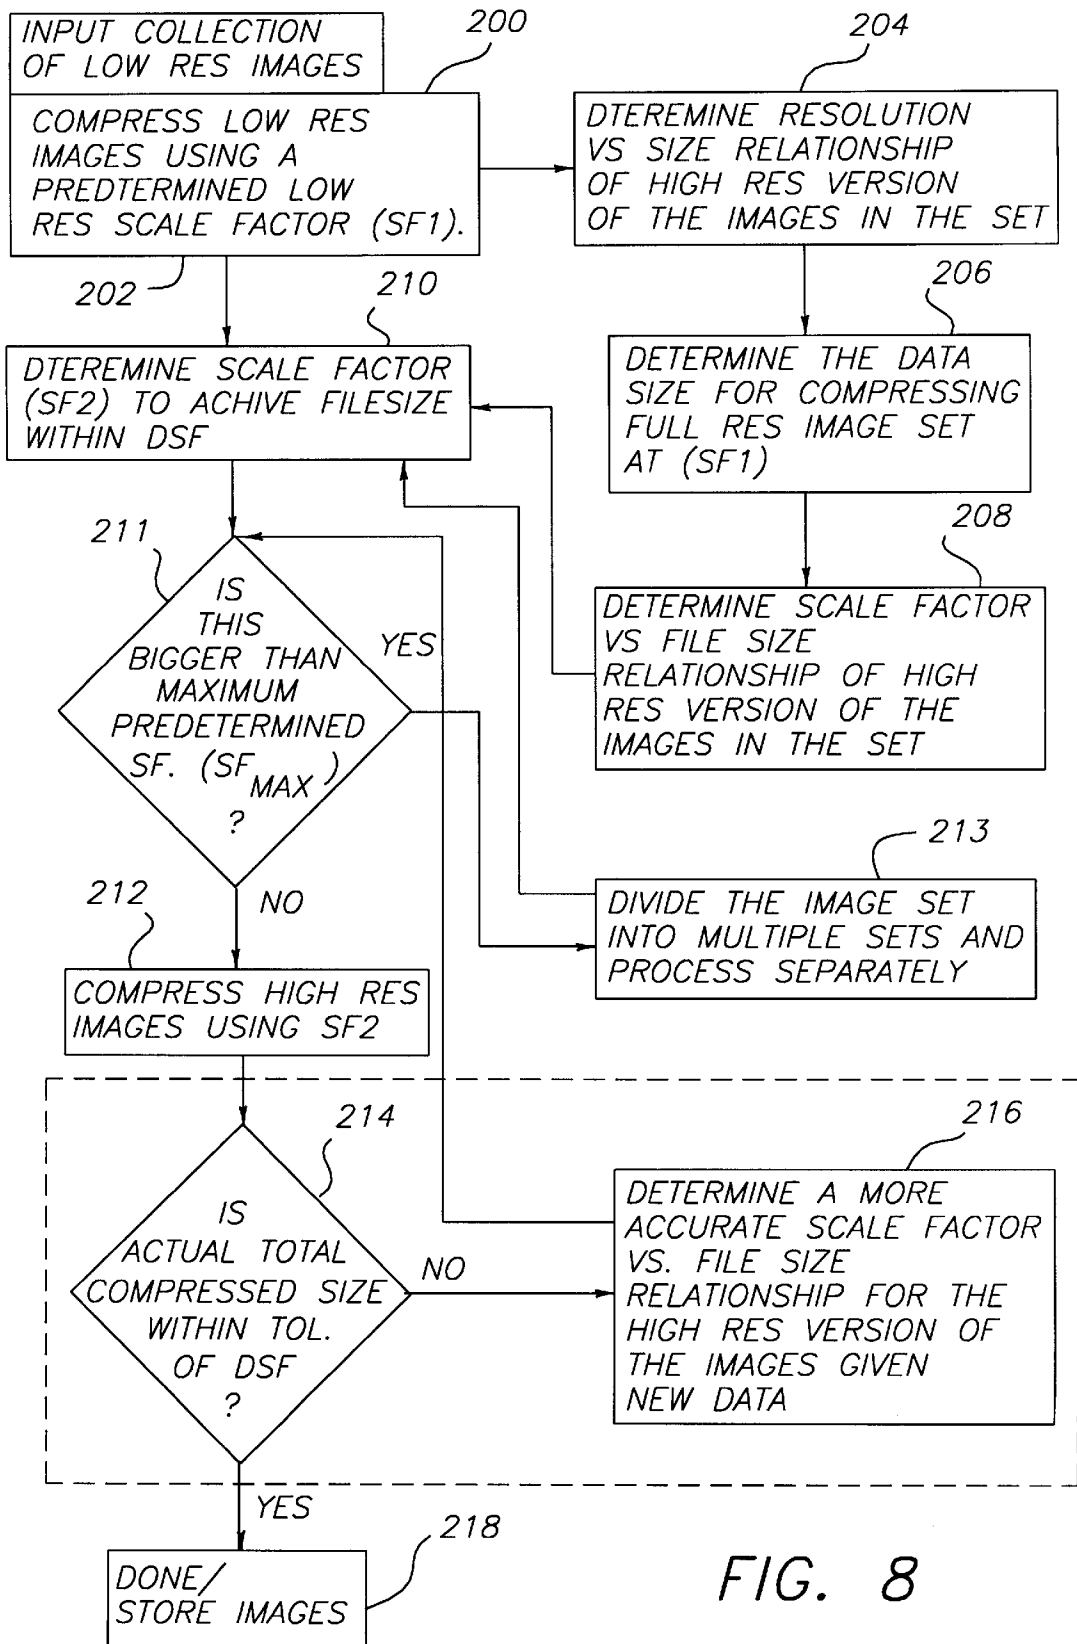 INPUT COLLECTION
OF LOW RES IMAGES
200
COMPRESS LOW RES
IMAGES USING A
PREDTERMINED LOW
RES SCALE FACTOR (SF1).
202
204
DTEREMINE RESOLUTION
VS SIZE RELATIONSHIP
OF HIGH RES VERSION
OF THE IMAGES IN THE SET
206
DETERMINE THE DATA
SIZE FOR COMPRESSING
FULL RES IMAGE SET
AT (SF1)
208
DETERMINE SCALE FACTOR
VS FILE SIZE
RELATIONSHIP OF HIGH
RES VERSION OF THE
IMAGES IN THE SET
210
DTEREMINE SCALE FACTOR
(SF2) TO ACHIVE FILESIZE
WITHIN DSF
211
IS
THIS
BIGGER THAN
MAXIMUM
PREDETERMINED
SF. (SF MAX )
?
YES
NO
213
DIVIDE THE IMAGE SET
INTO MULTIPLE SETS AND
PROCESS SEPARATELY
212
COMPRESS HIGH RES
IMAGES USING SF2
214
IS
ACTUAL TOTAL
COMPRESSED SIZE
WITHIN TOL.
OF DSF
?
NO
YES
216
DETERMINE A MORE
ACCURATE SCALE FACTOR
VS. FILE SIZE
RELATIONSHIP FOR THE
HIGH RES VERSION OF
THE IMAGES GIVEN
NEW DATA
218
DONE/
STORE IMAGES
FIG. 8